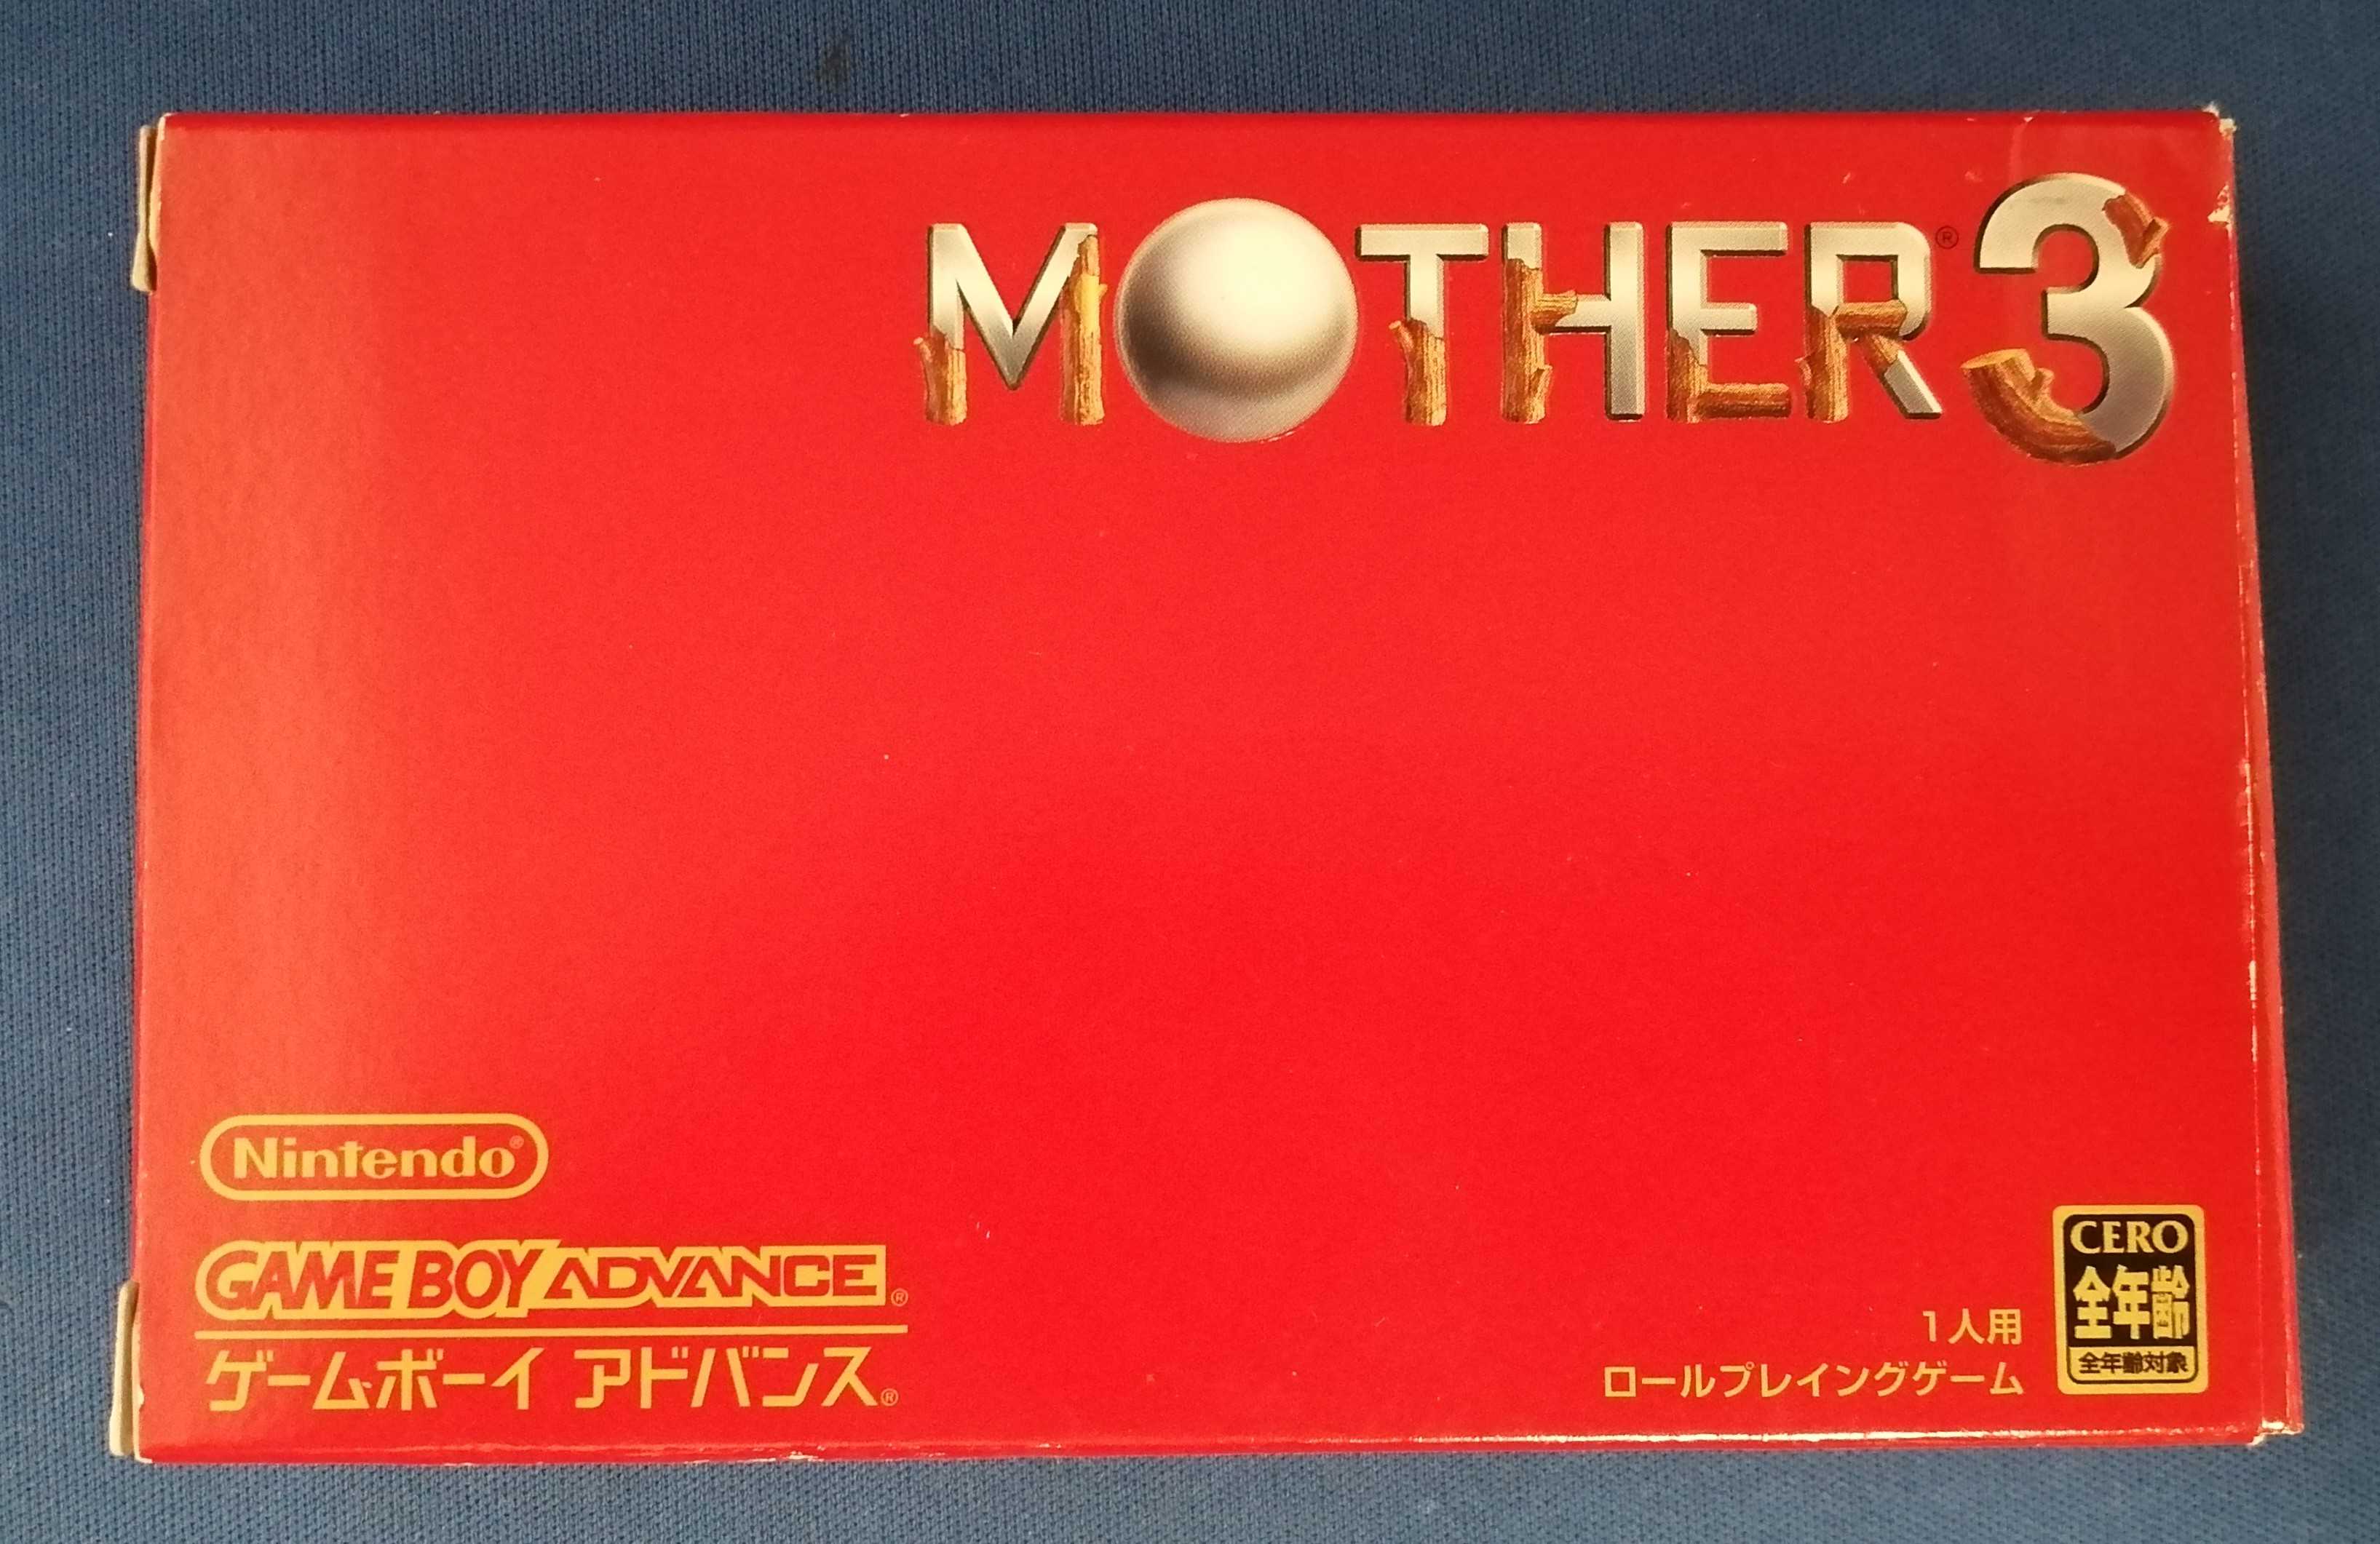 MOTHER® 3
Nintendo®
GAME BOY ADVANCE®
ゲームボーイ アドバンス®
1人用
ロールプレイングゲーム
CERO
全年齢
全年齢対象